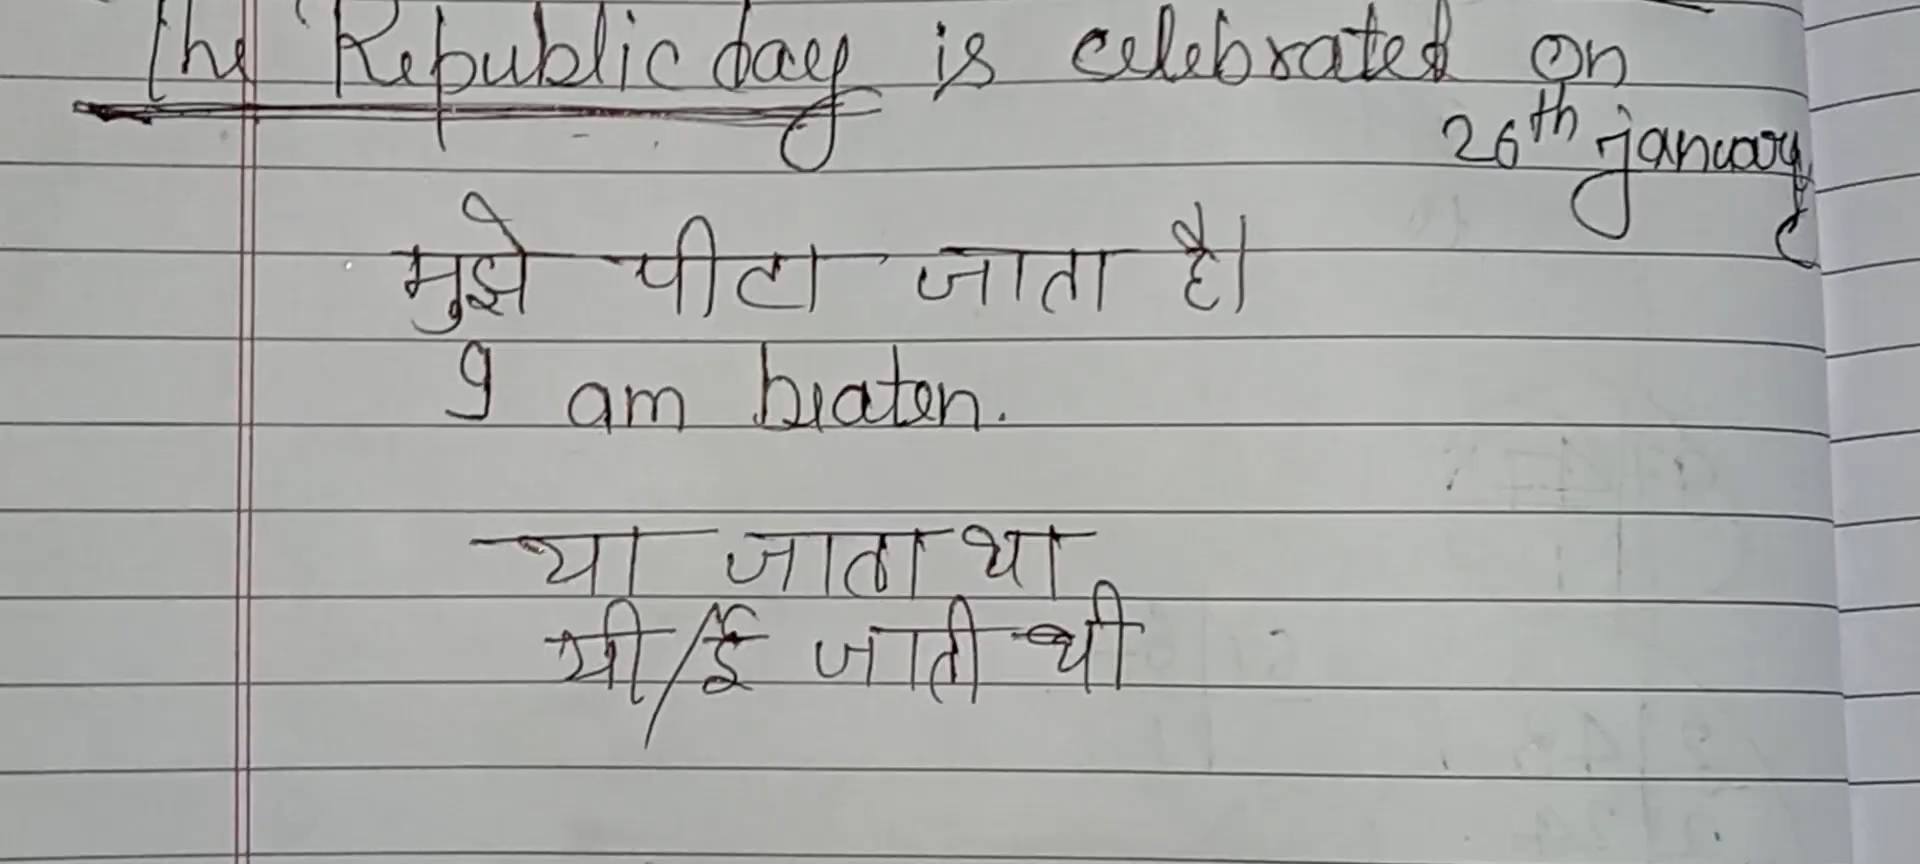 The Republic day is celebrated on
26th january
मुझे पीटा जाता है।
I am beaten.
या जाता था
यी/ई जाती थी